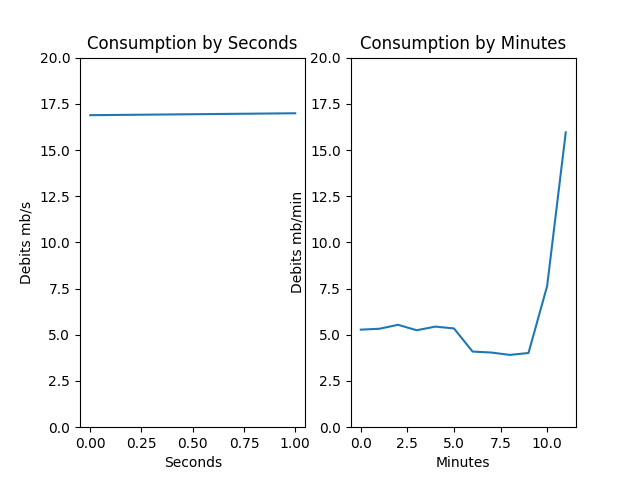 Consumption by Seconds
20.0
17.5
15.0
12.5
10.0
7.5
5.0
2.5
0.0
Debits mb/s
0.00 0.25 0.50 0.75 1.00
Seconds
Consumption by Minutes
20.0
17.5
15.0
12.5
10.0
7.5
5.0
2.5
0.0
Debits mb/min
0.0 2.5 5.0 7.5 10.0
Minutes